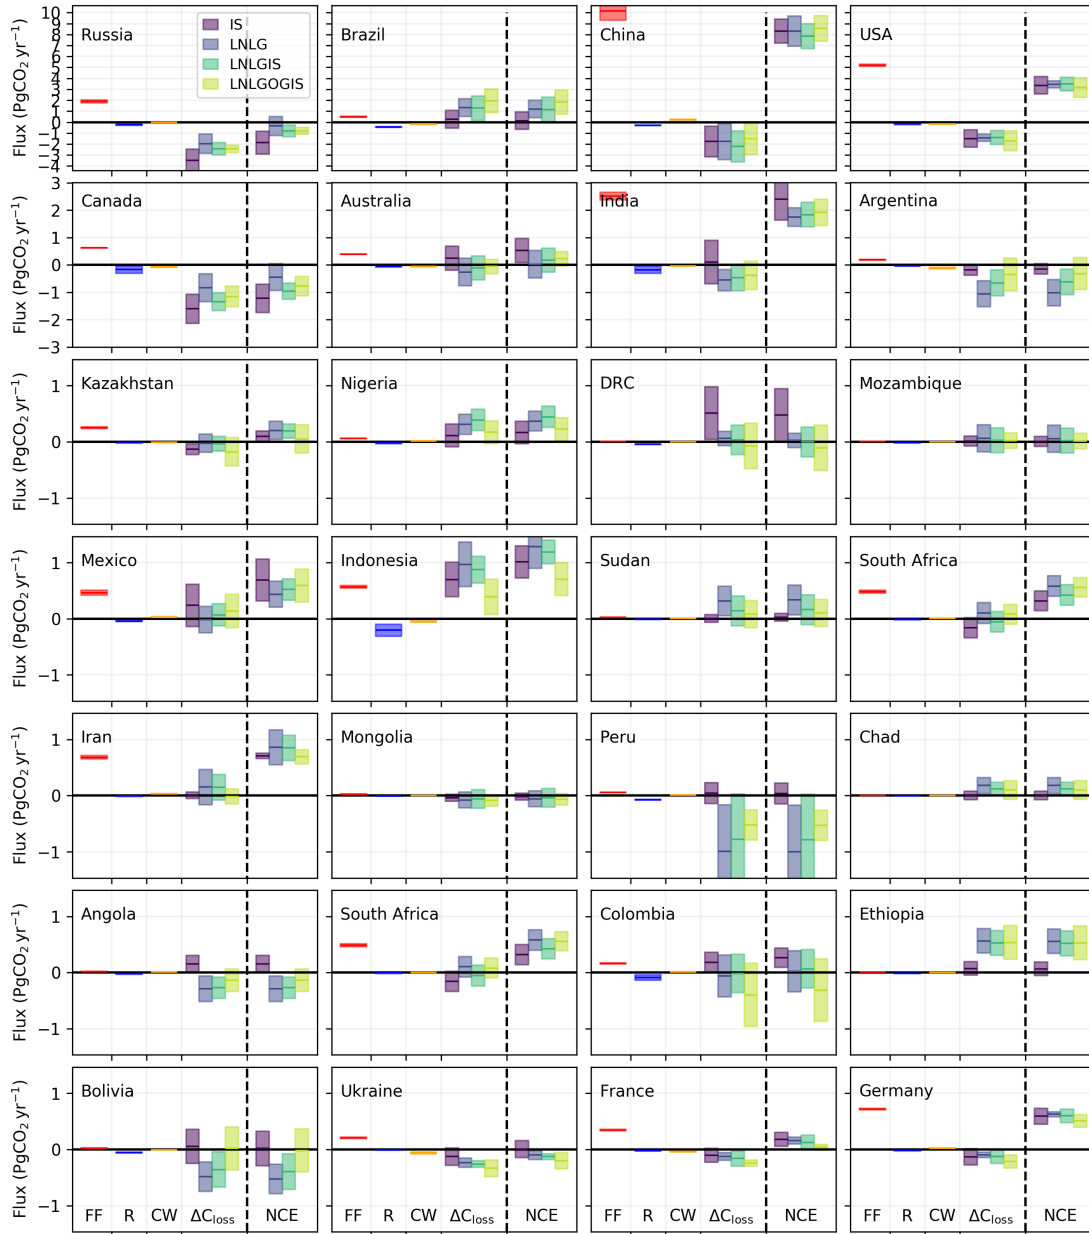 Flux (PgCO₂ yr⁻¹)
10
9
8
7
6
5
4
3
2
1
0
−1
−2
−3
−4
Russia
IS
LNLG
LNLGIS
LNLGOGIS
Brazil
China
USA
Flux (PgCO₂ yr⁻¹)
3
2
1
0
−1
−2
−3
Canada
Australia
India
Argentina
Flux (PgCO₂ yr⁻¹)
1
0
−1
Kazakhstan
Nigeria
DRC
Mozambique
Flux (PgCO₂ yr⁻¹)
1
0
−1
Mexico
Indonesia
Sudan
South Africa
Flux (PgCO₂ yr⁻¹)
1
0
−1
Iran
Mongolia
Peru
Chad
Flux (PgCO₂ yr⁻¹)
1
0
−1
Angola
South Africa
Colombia
Ethiopia
Flux (PgCO₂ yr⁻¹)
1
0
−1
Bolivia
Ukraine
France
Germany
FF R CW ΔC_loss NCE
FF R CW ΔC_loss NCE
FF R CW ΔC_loss NCE
FF R CW ΔC_loss NCE